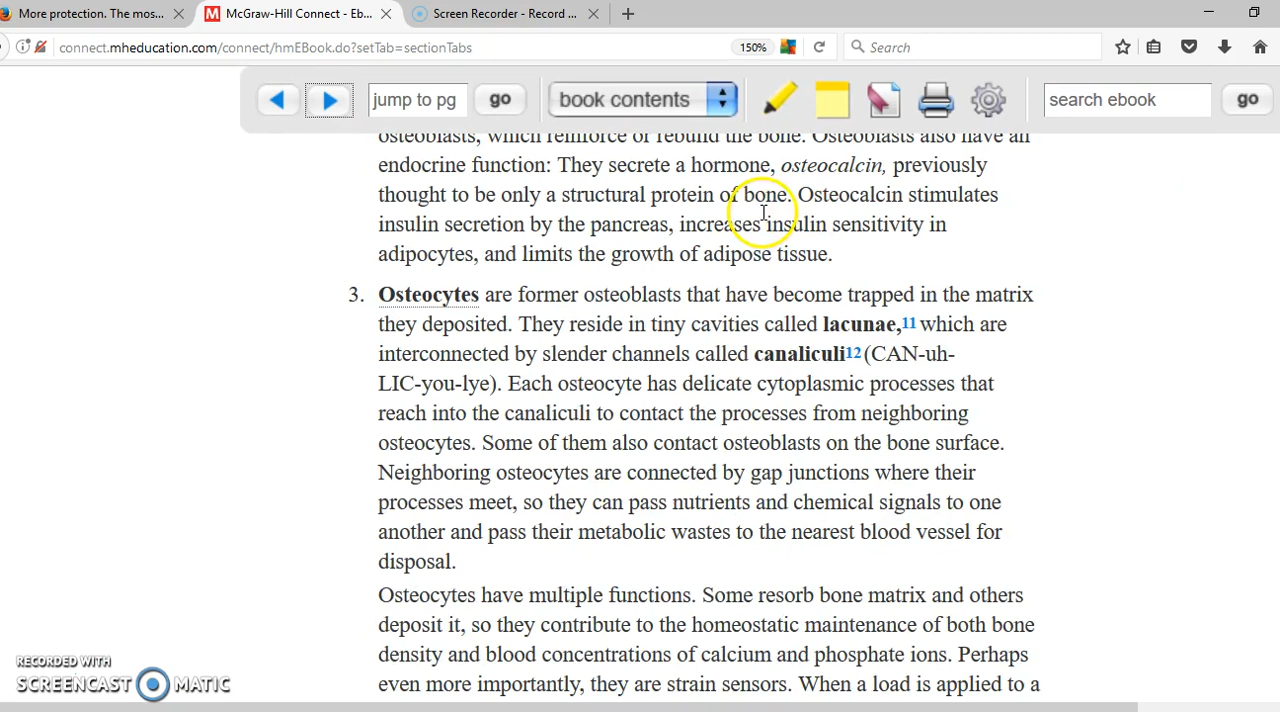 More protection. The mos...
McGraw-Hill Connect - Eb...
Screen Recorder - Record ...
connect.mheducation.com/connect/hmEBook.do?setTab=sectionTabs
150%
Search
jump to pg
go
book contents
search ebook
go
osteoblasts, which reinforce or rebuild the bone. Osteoblasts also have an
endocrine function: They secrete a hormone, osteocalcin, previously
thought to be only a structural protein of bone. Osteocalcin stimulates
insulin secretion by the pancreas, increases insulin sensitivity in
adipocytes, and limits the growth of adipose tissue.
3. Osteocytes are former osteoblasts that have become trapped in the matrix
they deposited. They reside in tiny cavities called lacunae,11 which are
interconnected by slender channels called canaliculi12 (CAN-uh-
LIC-you-lye). Each osteocyte has delicate cytoplasmic processes that
reach into the canaliculi to contact the processes from neighboring
osteocytes. Some of them also contact osteoblasts on the bone surface.
Neighboring osteocytes are connected by gap junctions where their
processes meet, so they can pass nutrients and chemical signals to one
another and pass their metabolic wastes to the nearest blood vessel for
disposal.
Osteocytes have multiple functions. Some resorb bone matrix and others
deposit it, so they contribute to the homeostatic maintenance of both bone
density and blood concentrations of calcium and phosphate ions. Perhaps
even more importantly, they are strain sensors. When a load is applied to a
RECORDED WITH
SCREENCAST MATIC